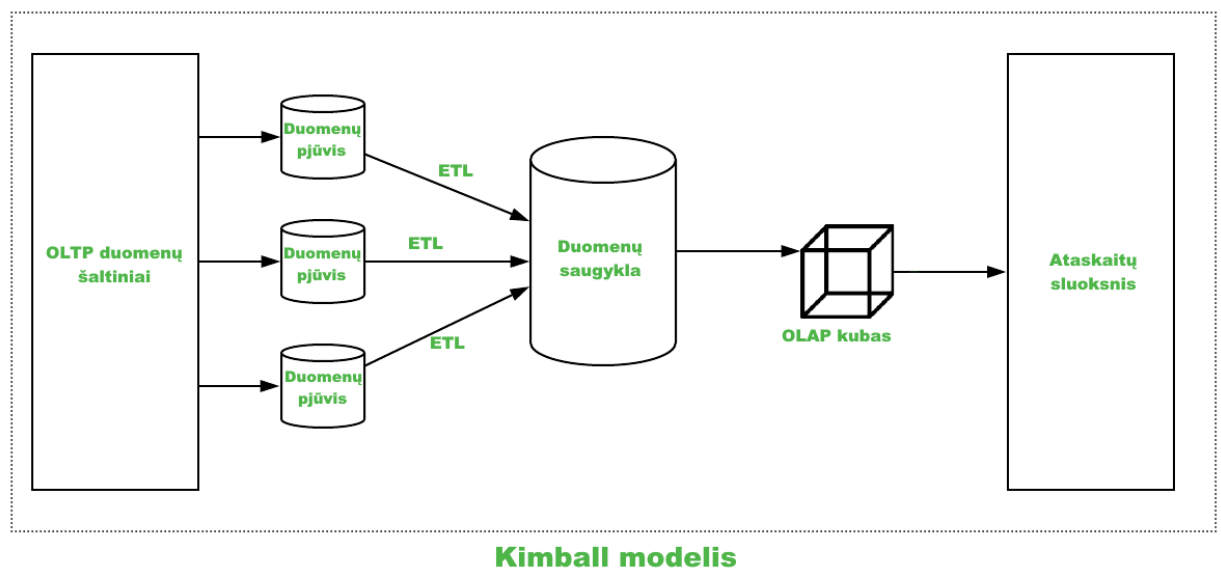 OLTP duomenų
šaltiniai
Duomenų
pjūvis
Duomenų
pjūvis
Duomenų
pjūvis
ETL
ETL
ETL
Duomenų
saugykla
OLAP kubas
Ataskaitų
sluoksnis
Kimball modelis